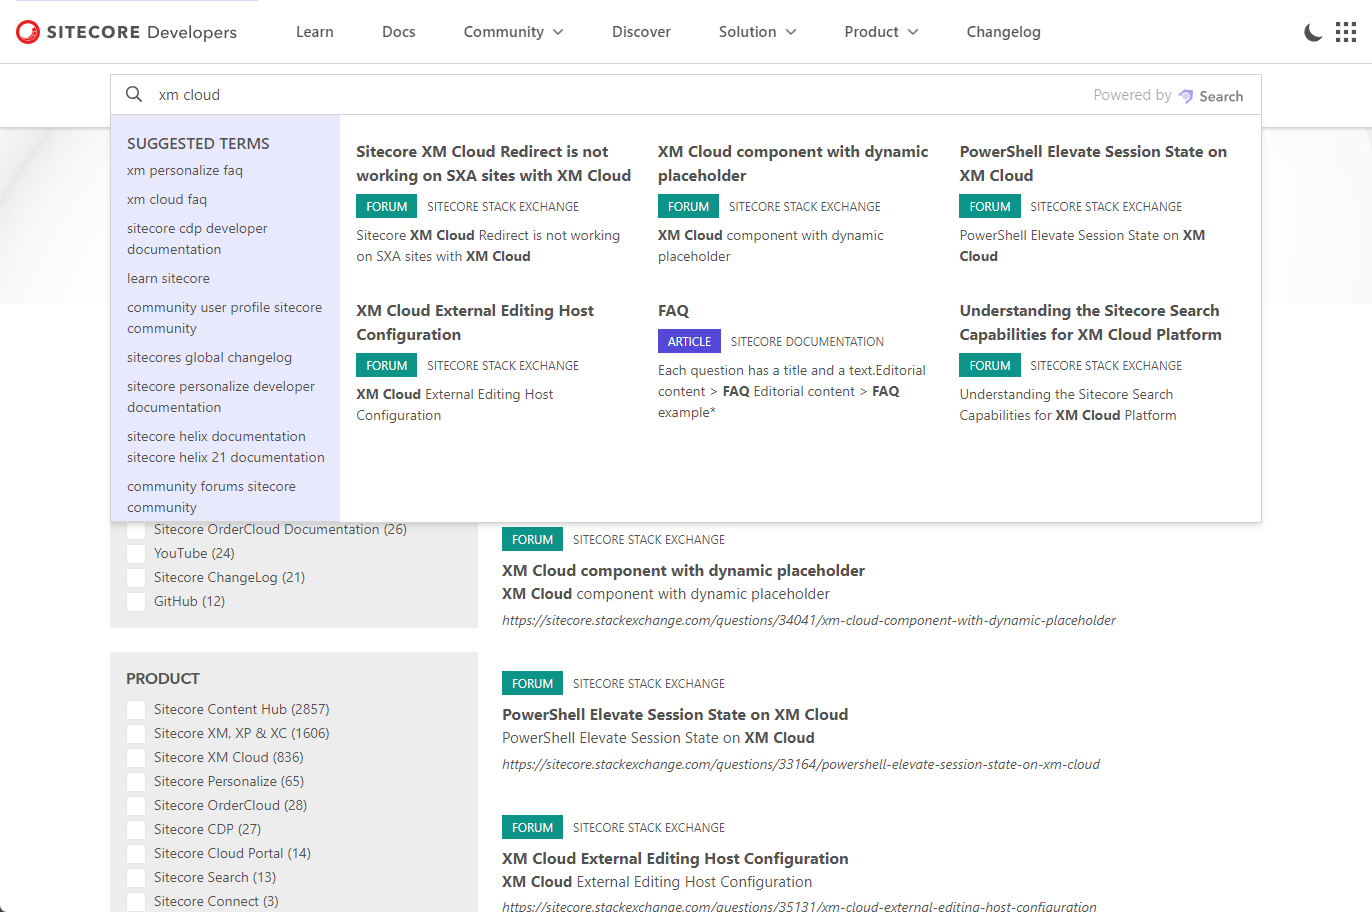 SITECORE Developers
Learn
Docs
Community
Discover
Solution
Product
Changelog
xm cloud
Powered by Search
SUGGESTED TERMS
xm personalize faq
xm cloud faq
sitecore cdp developer
documentation
learn sitecore
community user profile sitecore
community
sitecores global changelog
sitecore personalize developer
documentation
sitecore helix documentation
sitecore helix 21 documentation
community forums sitecore
community
Sitecore XM Cloud Redirect is not
working on SXA sites with XM Cloud
FORUM SITECORE STACK EXCHANGE
Sitecore XM Cloud Redirect is not working
on SXA sites with XM Cloud
XM Cloud component with dynamic
placeholder
FORUM SITECORE STACK EXCHANGE
XM Cloud component with dynamic
placeholder
PowerShell Elevate Session State on
XM Cloud
FORUM SITECORE STACK EXCHANGE
PowerShell Elevate Session State on XM
Cloud
XM Cloud External Editing Host
Configuration
FORUM SITECORE STACK EXCHANGE
XM Cloud External Editing Host
Configuration
FAQ
ARTICLE SITECORE DOCUMENTATION
Each question has a title and a text.Editorial
content > FAQ Editorial content > FAQ
example*
Understanding the Sitecore Search
Capabilities for XM Cloud Platform
FORUM SITECORE STACK EXCHANGE
Understanding the Sitecore Search
Capabilities for XM Cloud Platform
Sitecore OrderCloud Documentation (26)
YouTube (24)
Sitecore ChangeLog (21)
GitHub (12)
PRODUCT
Sitecore Content Hub (2857)
Sitecore XM, XP & XC (1606)
Sitecore XM Cloud (836)
Sitecore Personalize (65)
Sitecore OrderCloud (28)
Sitecore CDP (27)
Sitecore Cloud Portal (14)
Sitecore Search (13)
Sitecore Connect (3)
FORUM SITECORE STACK EXCHANGE
XM Cloud component with dynamic placeholder
XM Cloud component with dynamic placeholder
https://sitecore.stackexchange.com/questions/34041/xm-cloud-component-with-dynamic-placeholder
FORUM SITECORE STACK EXCHANGE
PowerShell Elevate Session State on XM Cloud
PowerShell Elevate Session State on XM Cloud
https://sitecore.stackexchange.com/questions/33164/powershell-elevate-session-state-on-xm-cloud
FORUM SITECORE STACK EXCHANGE
XM Cloud External Editing Host Configuration
XM Cloud External Editing Host Configuration
https://sitecore.stackexchange.com/questions/35131/xm-cloud-external-editing-host-configuration